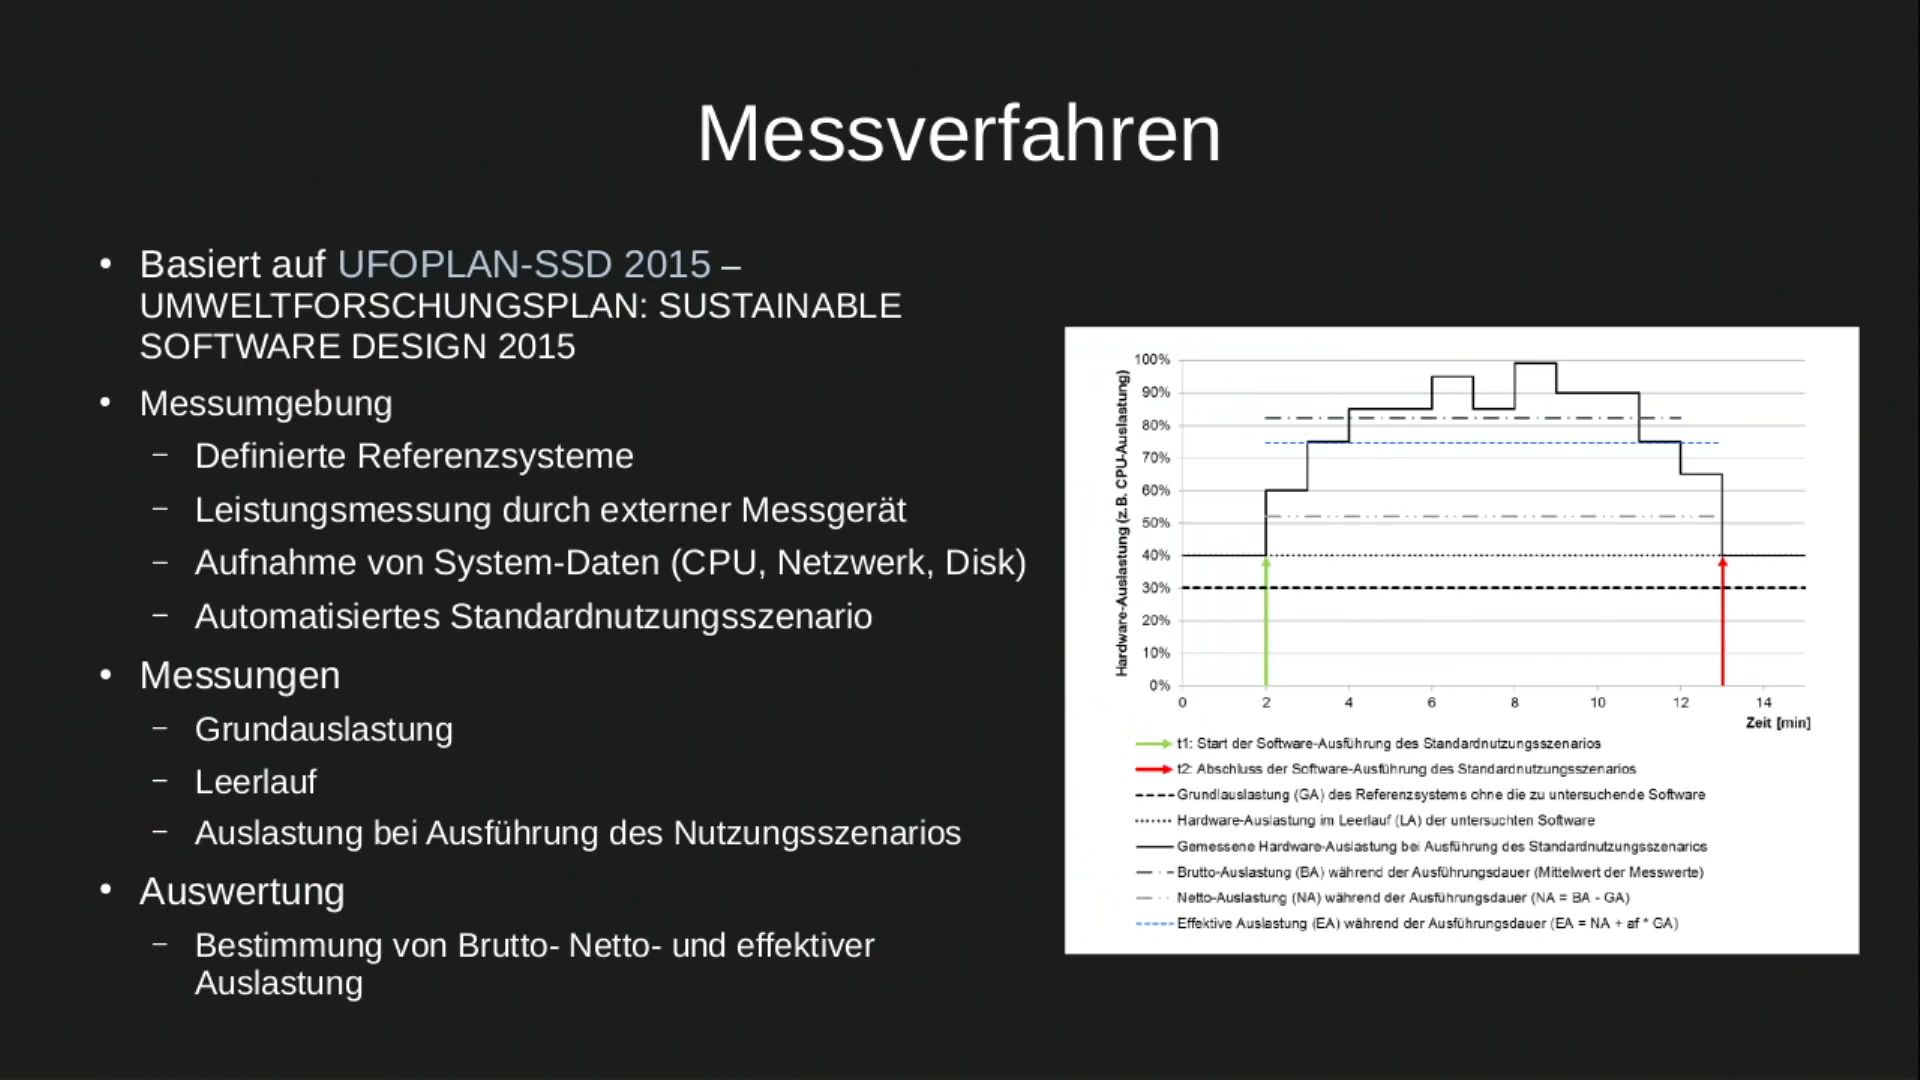 Messverfahren
• Basiert auf UFOPLAN-SSD 2015 –
UMWELTFORSCHUNGSPLAN: SUSTAINABLE
SOFTWARE DESIGN 2015
• Messumgebung
– Definierte Referenzsysteme
– Leistungsmessung durch externer Messgerät
– Aufnahme von System-Daten (CPU, Netzwerk, Disk)
– Automatisiertes Standardnutzungsszenario
• Messungen
– Grundauslastung
– Leerlauf
– Auslastung bei Ausführung des Nutzungsszenarios
• Auswertung
– Bestimmung von Brutto- Netto- und effektiver
Auslastung
Hardware-Auslastung (z.B. CPU-Auslastung)
100%
90%
80%
70%
60%
50%
40%
30%
20%
10%
0%
0 2 4 6 8 10 12 14
Zeit [min]
t1: Start der Software-Ausführung des Standardnutzungsszenarios
t2: Abschluss der Software-Ausführung des Standardnutzungsszenarios
Grundlauslastung (GA) des Referenzsystems ohne die zu untersuchende Software
Hardware-Auslastung im Leerlauf (LA) der untersuchten Software
Gemessene Hardware-Auslastung bei Ausführung des Standardnutzungsszenarios
Brutto-Auslastung (BA) während der Ausführungsdauer (Mittelwert der Messwerte)
Netto-Auslastung (NA) während der Ausführungsdauer (NA = BA - GA)
Effektive Auslastung (EA) während der Ausführungsdauer (EA = NA + af * GA)